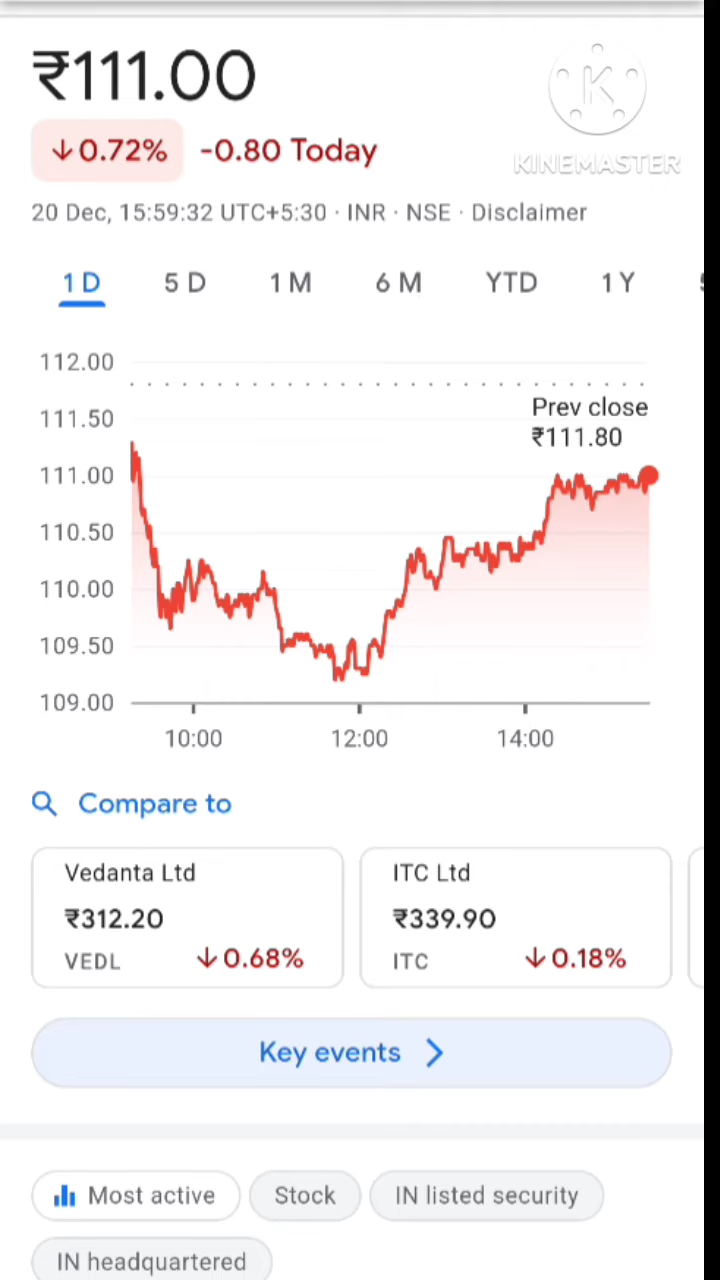 ₹111.00
K
KINEMASTER
↓0.72% -0.80 Today
20 Dec, 15:59:32 UTC+5:30 · INR · NSE · Disclaimer
1 D 5 D 1 M 6 M YTD 1 Y
112.00
111.50
111.00
110.50
110.00
109.50
109.00
Prev close
₹111.80
10:00 12:00 14:00
Compare to
Vedanta Ltd
₹312.20
VEDL ↓0.68%
ITC Ltd
₹339.90
ITC ↓0.18%
Key events
Most active Stock IN listed security
IN headquartered